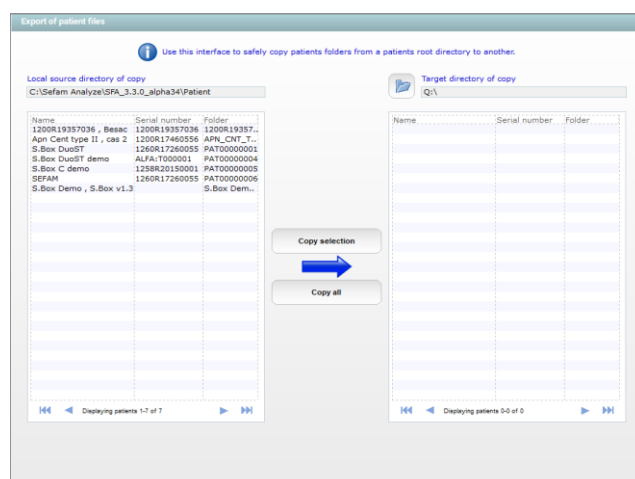 Export of patient files
Use this interface to safely copy patients folders from a patients root directory to another.
Local source directory of copy
C:\Sefam Analyze\SFA_3.3.0_alpha34\Patient
Target directory of copy
Q:\
Name Serial number Folder
1200R19357036 , Besac 1200R19357036 1200R19357..
Apn Cent type II , cas 2 1200R17460556 APN_CNT_T..
S.Box DuoST 1260R17260055 PAT00000001
S.Box DuoST demo ALFA:T000001 PAT00000004
S.Box C demo 1258R20150001 PAT00000005
SEFAM 1260R17260055 PAT00000006
S.Box Demo , S.Box v1.3 S.Box Dem..
Name Serial number Folder
Copy selection
Copy all
Displaying patients 1-7 of 7
Displaying patients 0-0 of 0